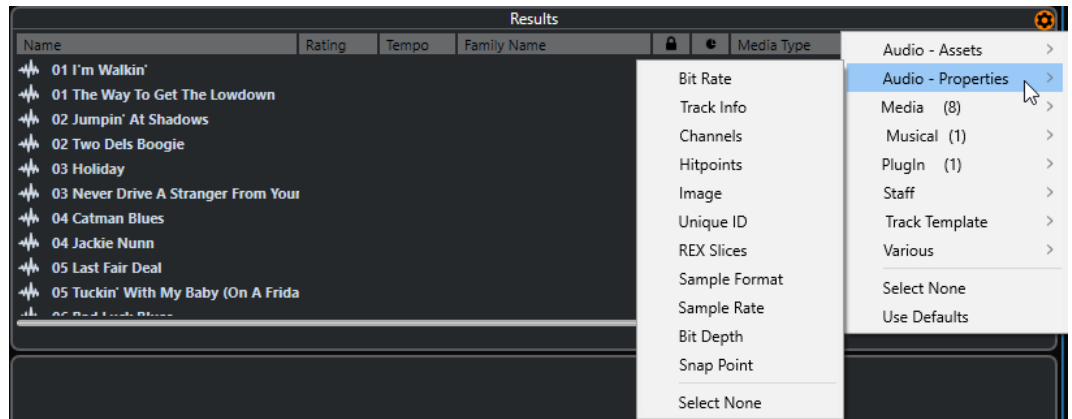 Results
Name Rating Tempo Family Name Media Type
01 I'm Walkin'
01 The Way To Get The Lowdown
02 Jumpin' At Shadows
02 Two Dels Boogie
03 Holiday
03 Never Drive A Stranger From Your
04 Catman Blues
04 Jackie Nunn
05 Last Fair Deal
05 Tuckin' With My Baby (On A Frida
06 Bad Luck Blues
Bit Rate
Track Info
Channels
Hitpoints
Image
Unique ID
REX Slices
Sample Format
Sample Rate
Bit Depth
Snap Point
Select None
Audio - Assets
Audio - Properties
Media (8)
Musical (1)
PlugIn (1)
Staff
Track Template
Various
Select None
Use Defaults